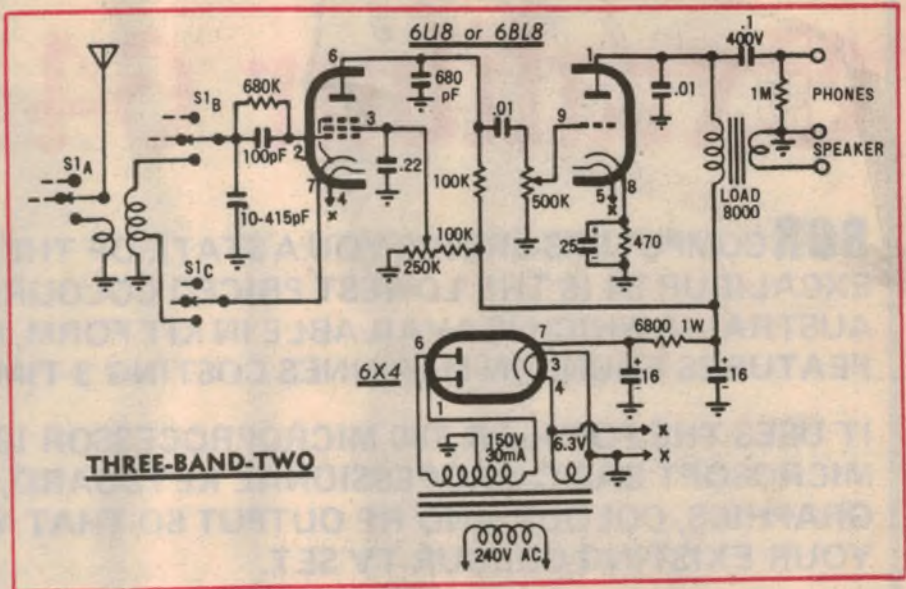 6U8 or 6BL8
6
1
.1
400V
680
pF
.01
1M
PHONES
SPEAKER
S1B
680K
3
.01
9
S1A
2
100pF
.22
7
4
X
100K
500K
5
8
X
LOAD
8000
10-415pF
100K
25
470
250K
S1C
6800 1W
6
7
6X4
3
4
16
16
1
6.3V
X
150V
30mA
X
THREE-BAND-TWO
240V AC